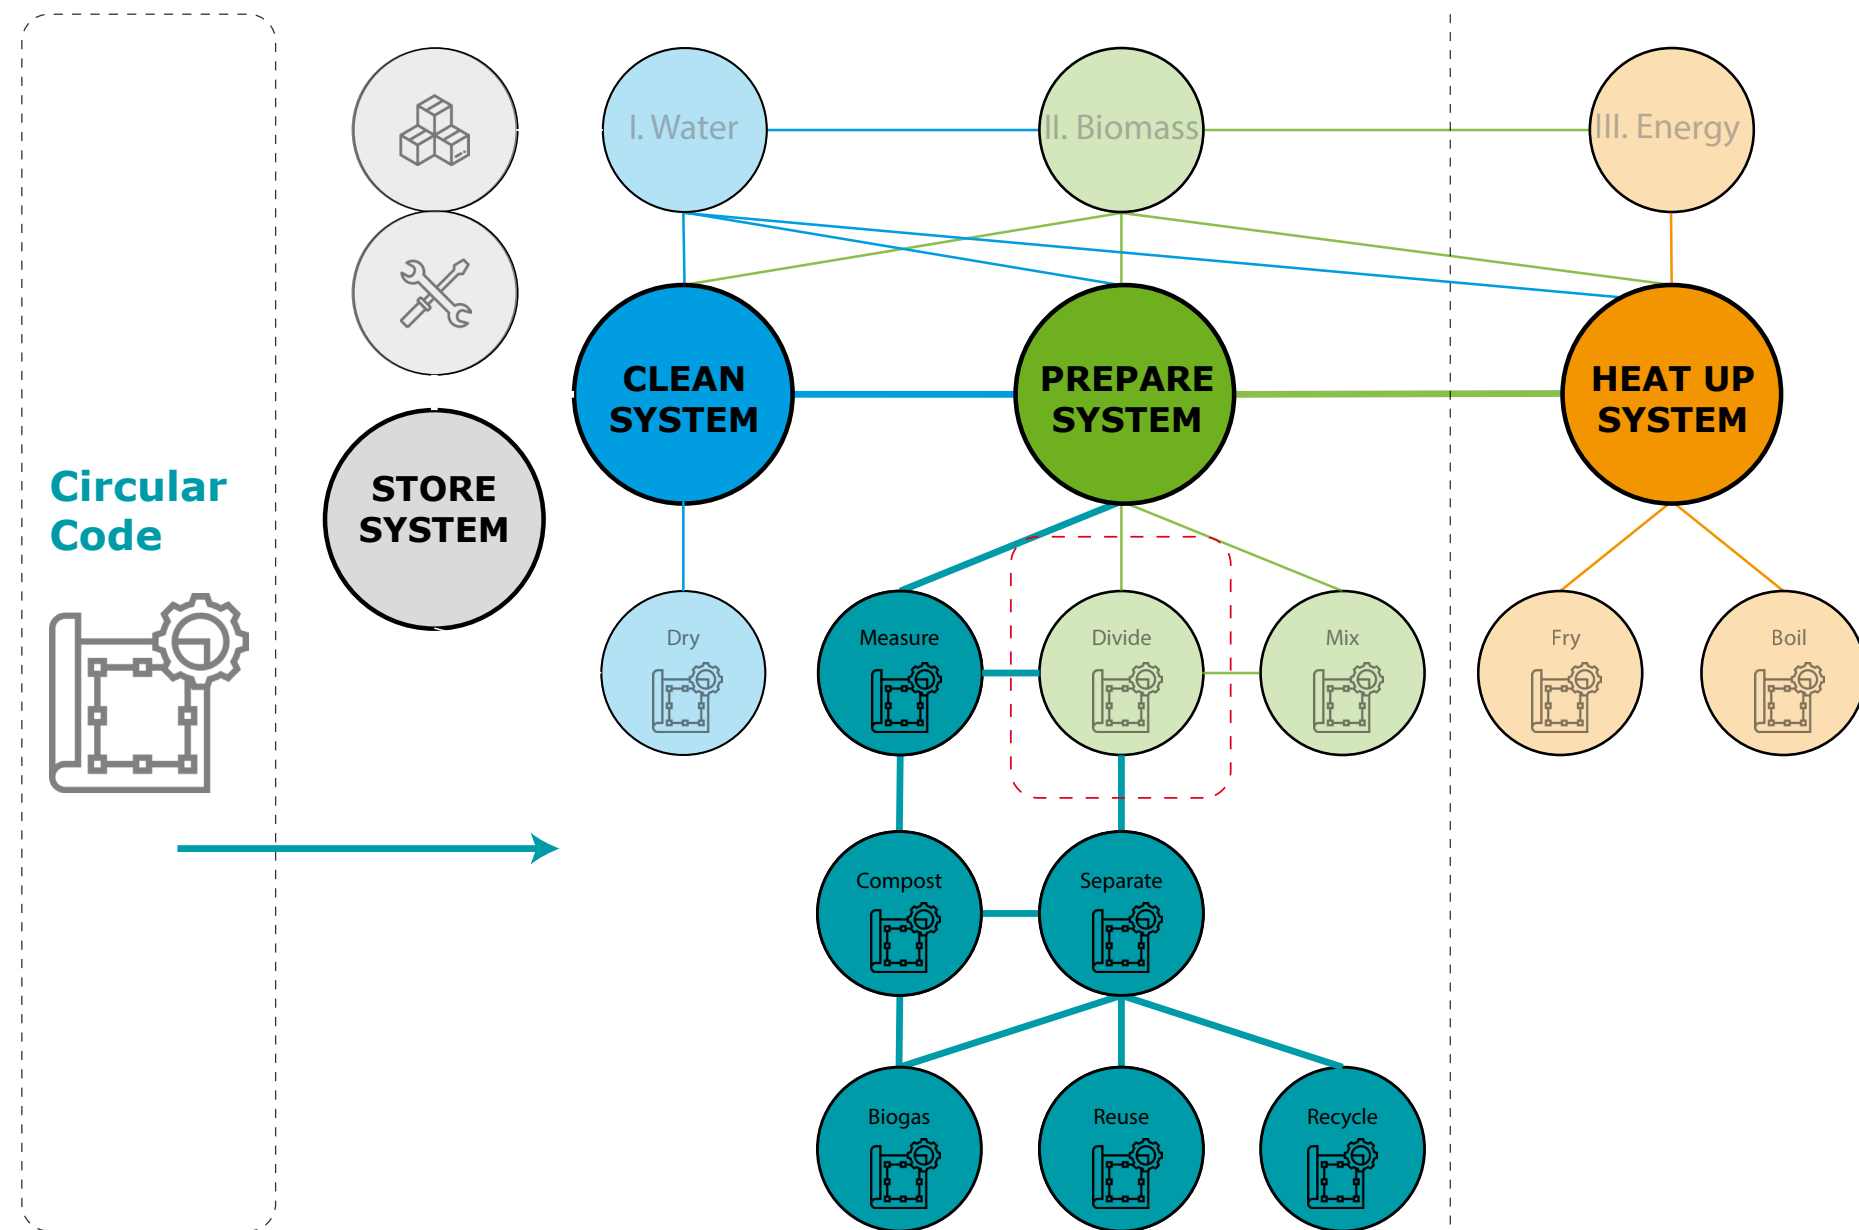 I. Water
II. Biomass
III. Energy
CLEAN
SYSTEM
PREPARE
SYSTEM
HEAT UP
SYSTEM
Circular
Code
STORE
SYSTEM
Dry
Measure
Divide
Mix
Fry
Boil
Compost
Separate
Biogas
Reuse
Recycle